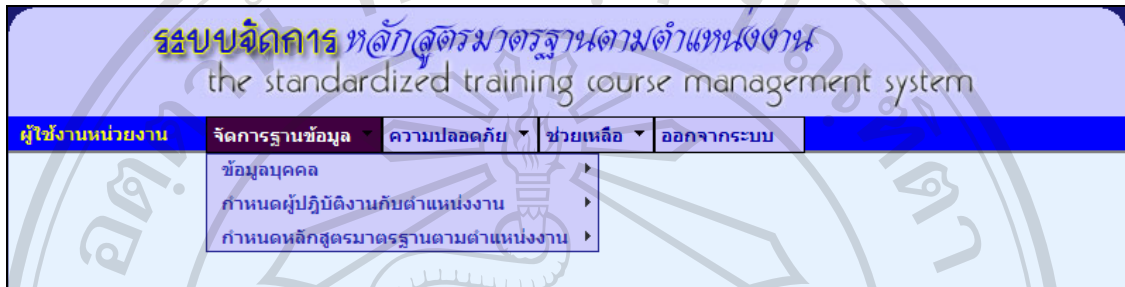 ระบบจัดการ หลักสูตรมาตรฐานตามตำแหน่งงาน
the standardized training course management system
ผู้ใช้งานหน่วยงาน จัดการฐานข้อมูล ความปลอดภัย ช่วยเหลือ ออกจากระบบ
ข้อมูลบุคคล
กำหนดผู้ปฎิบัติงานกับตำแหน่งงาน
กำหนดหลักสูตรมาตรฐานตามตำแหน่งงาน